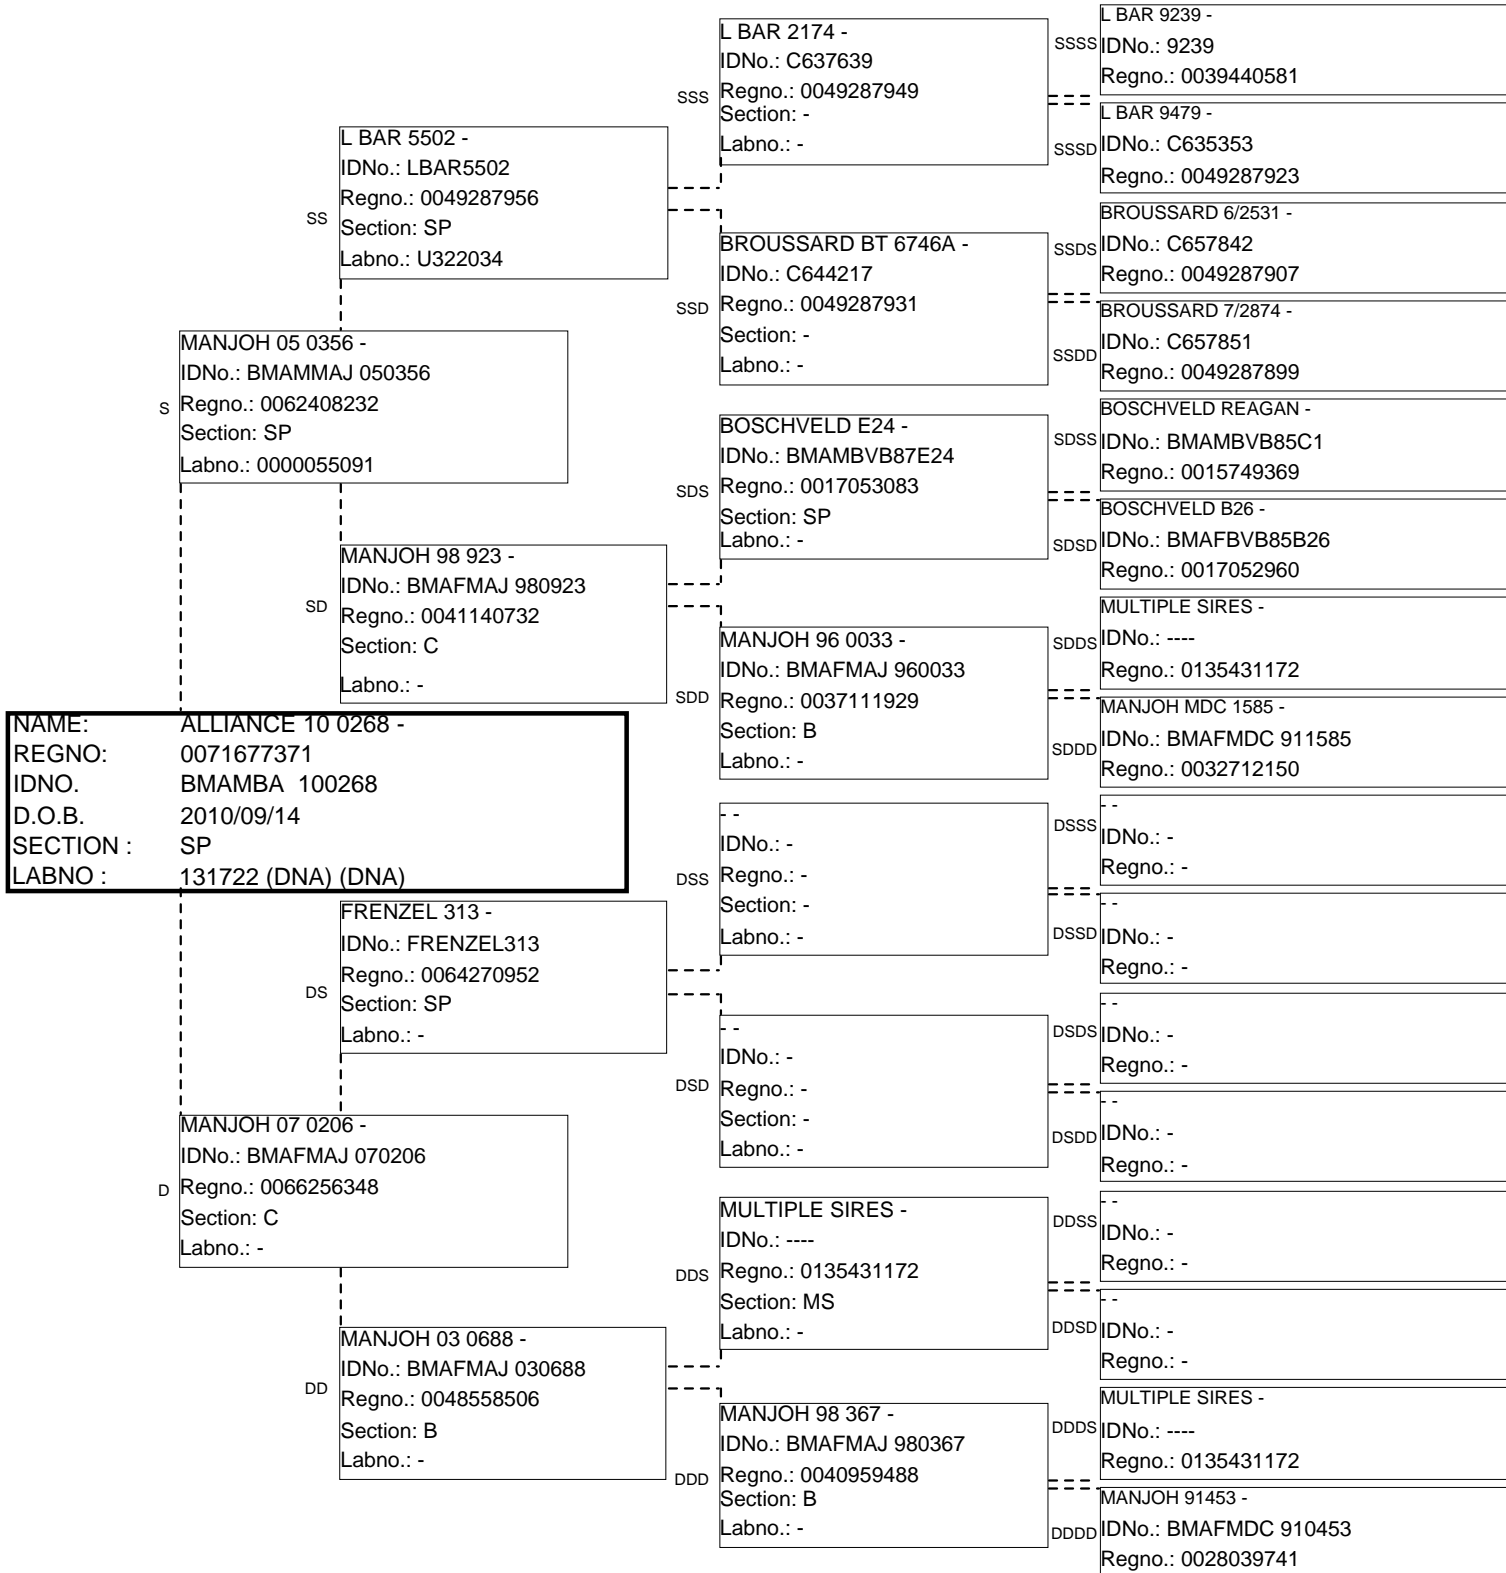 NAME: ALLIANCE 10 0268 -
REGNO: 0071677371
IDNO. BMAMBA 100268
D.O.B. 2010/09/14
SECTION : SP
LABNO : 131722 (DNA) (DNA)
S
MANJOH 05 0356 -
IDNo.: BMAMMAJ 050356
Regno.: 0062408232
Section: SP
Labno.: 0000055091
D
MANJOH 07 0206 -
IDNo.: BMAFMAJ 070206
Regno.: 0066256348
Section: C
Labno.: -
SS
L BAR 5502 -
IDNo.: LBAR5502
Regno.: 0049287956
Section: SP
Labno.: U322034
SD
MANJOH 98 923 -
IDNo.: BMAFMAJ 980923
Regno.: 0041140732
Section: C
Labno.: -
DS
FRENZEL 313 -
IDNo.: FRENZEL313
Regno.: 0064270952
Section: SP
Labno.: -
DD
MANJOH 03 0688 -
IDNo.: BMAFMAJ 030688
Regno.: 0048558506
Section: B
Labno.: -
SSS
L BAR 2174 -
IDNo.: C637639
Regno.: 0049287949
Section: -
Labno.: -
SSD
BROUSSARD BT 6746A -
IDNo.: C644217
Regno.: 0049287931
Section: -
Labno.: -
SDS
BOSCHVELD E24 -
IDNo.: BMAMBVB87E24
Regno.: 0017053083
Section: SP
Labno.: -
SDD
MANJOH 96 0033 -
IDNo.: BMAFMAJ 960033
Regno.: 0037111929
Section: B
Labno.: -
DSS
- -
IDNo.: -
Regno.: -
Section: -
Labno.: -
DSD
- -
IDNo.: -
Regno.: -
Section: -
Labno.: -
DDS
MULTIPLE SIRES -
IDNo.: ----
Regno.: 0135431172
Section: MS
Labno.: -
DDD
MANJOH 98 367 -
IDNo.: BMAFMAJ 980367
Regno.: 0040959488
Section: B
Labno.: -
SSSS
L BAR 9239 -
IDNo.: 9239
Regno.: 0039440581
SSSD
L BAR 9479 -
IDNo.: C635353
Regno.: 0049287923
SSDS
BROUSSARD 6/2531 -
IDNo.: C657842
Regno.: 0049287907
SSDD
BROUSSARD 7/2874 -
IDNo.: C657851
Regno.: 0049287899
SDSS
BOSCHVELD REAGAN -
IDNo.: BMAMBVB85C1
Regno.: 0015749369
SDSD
BOSCHVELD B26 -
IDNo.: BMAFBVB85B26
Regno.: 0017052960
SDDS
MULTIPLE SIRES -
IDNo.: ----
Regno.: 0135431172
SDDD
MANJOH MDC 1585 -
IDNo.: BMAFMDC 911585
Regno.: 0032712150
DSSS
- -
IDNo.: -
Regno.: -
DSSD
- -
IDNo.: -
Regno.: -
DSDS
- -
IDNo.: -
Regno.: -
DSDD
- -
IDNo.: -
Regno.: -
DDSS
- -
IDNo.: -
Regno.: -
DDSD
- -
IDNo.: -
Regno.: -
DDDS
MULTIPLE SIRES -
IDNo.: ----
Regno.: 0135431172
DDDD
MANJOH 91453 -
IDNo.: BMAFMDC 910453
Regno.: 0028039741